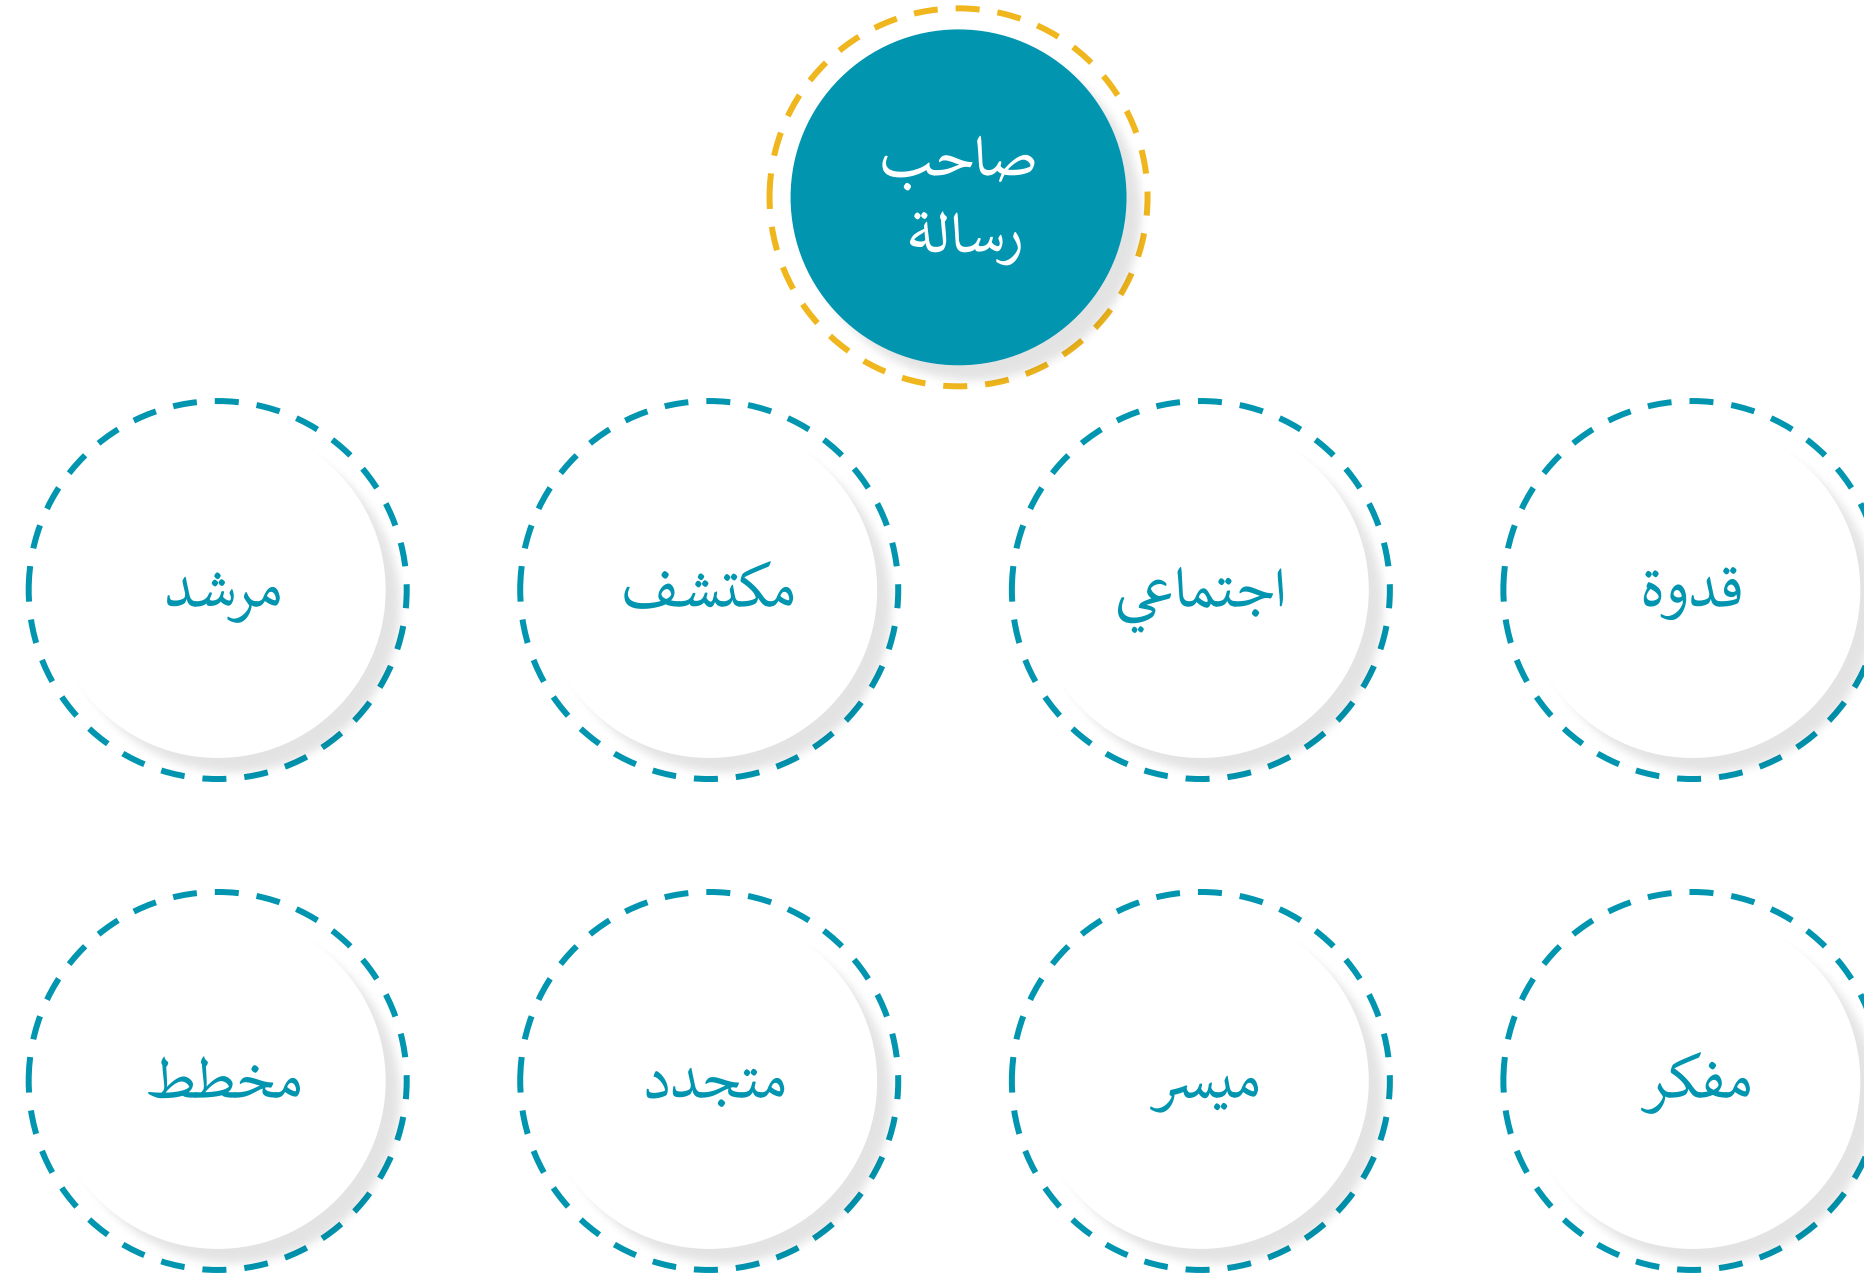 صاحب
رسالة
قدوة
اجتماعي
مكتشف
مرشد
مفكر
ميسر
متجدد
مخطط